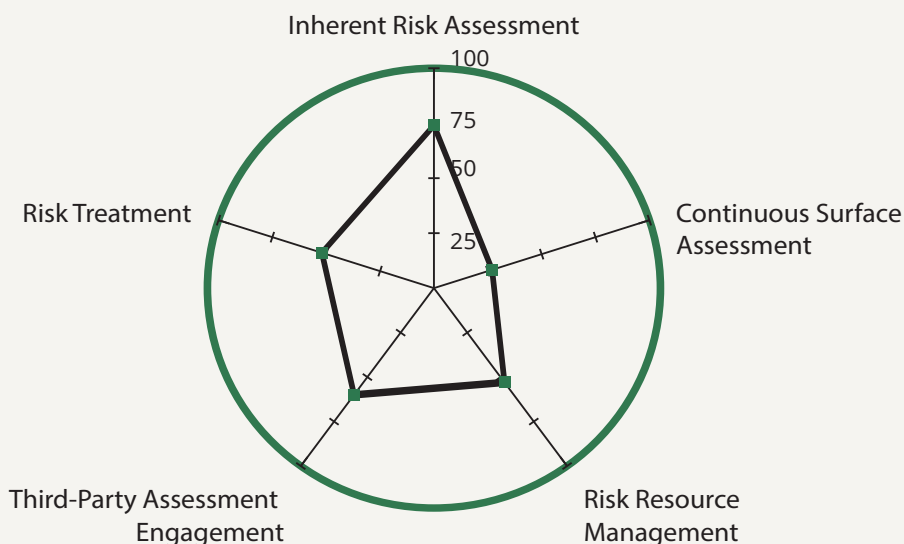 Inherent Risk Assessment
100
75
50
25
Risk Treatment
Continuous Surface
Assessment
Third-Party Assessment
Engagement
Risk Resource
Management